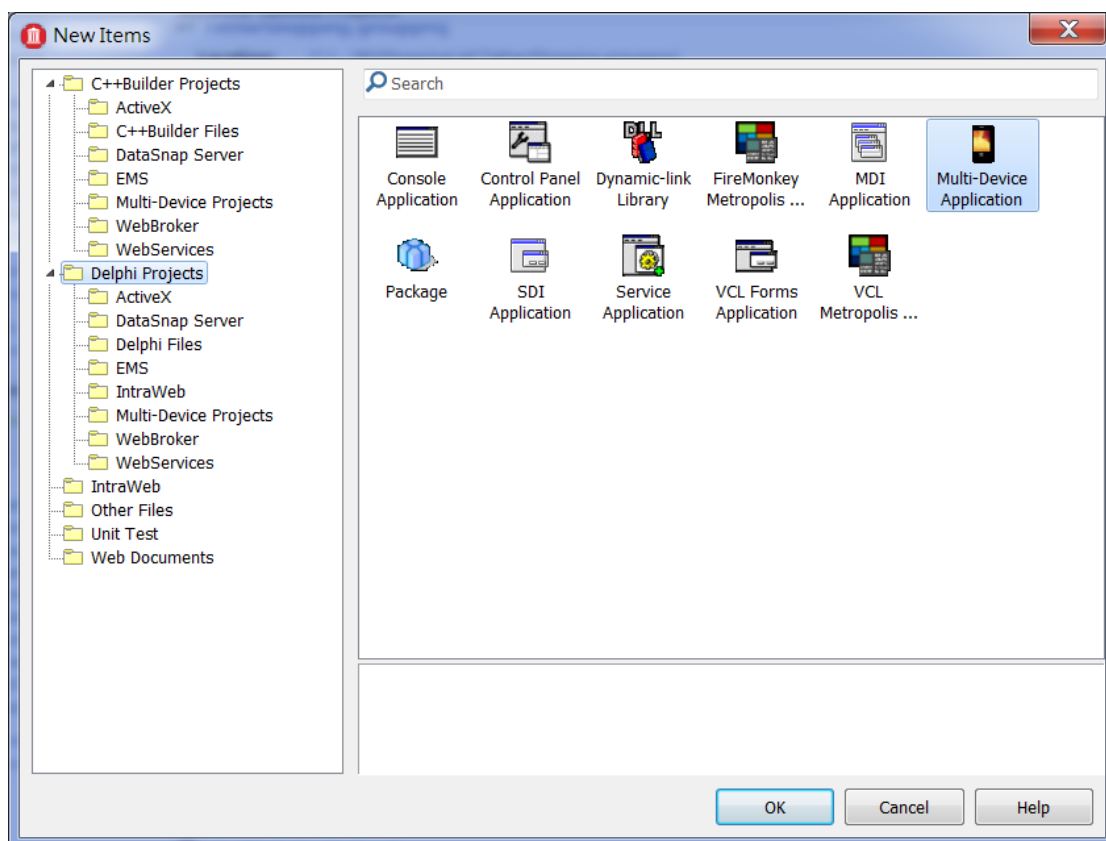 New Items
C++Builder Projects
ActiveX
C++Builder Files
DataSnap Server
EMS
Multi-Device Projects
WebBroker
WebServices
Delphi Projects
ActiveX
DataSnap Server
Delphi Files
EMS
IntraWeb
Multi-Device Projects
WebBroker
WebServices
IntraWeb
Other Files
Unit Test
Web Documents
Search
DLL
Console
Application
Control Panel
Application
Dynamic-link
Library
FireMonkey
Metropolis ...
MDI
Application
Multi-Device
Application
Package
SDI
Application
Service
Application
VCL Forms
Application
VCL
Metropolis ...
OK
Cancel
Help